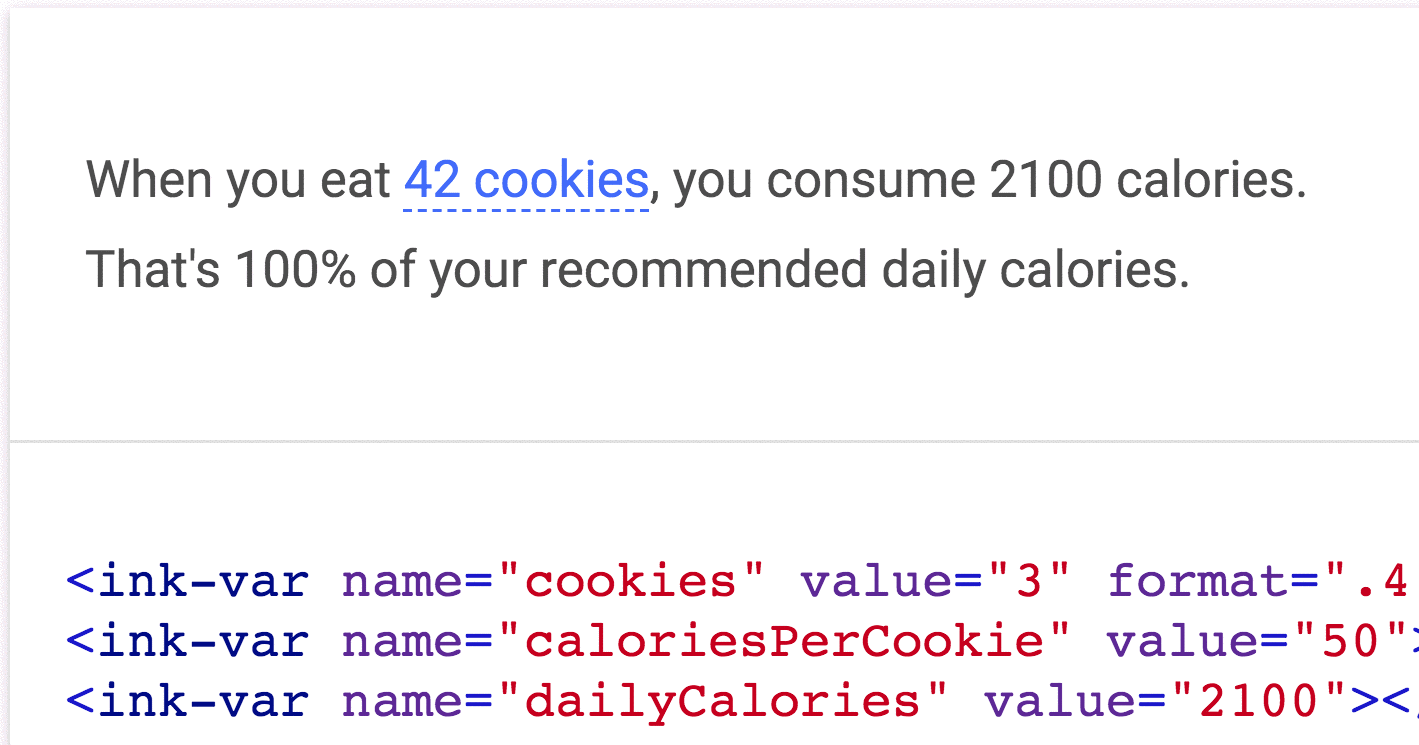 When you eat 42 cookies, you consume 2100 calories.
That's 100% of your recommended daily calories.
<ink-var name="cookies" value="3" format=".4
<ink-var name="caloriesPerCookie" value="50">
<ink-var name="dailyCalories" value="2100"><